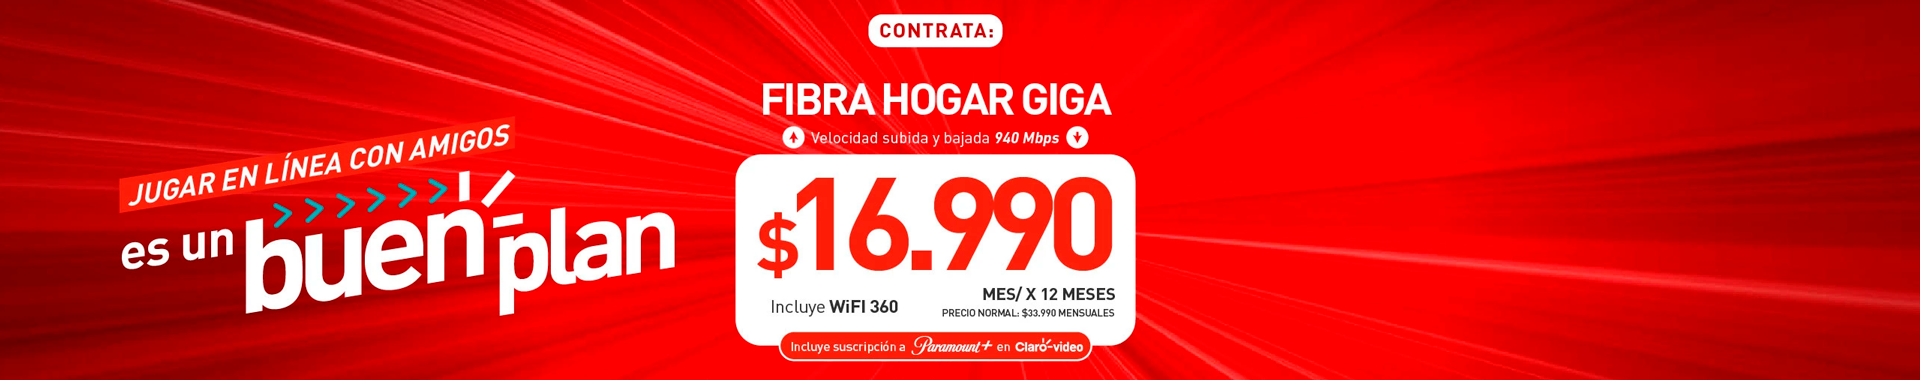 JUGAR EN LÍNEA CON AMIGOS
es un buen plan
CONTRATA:
FIBRA HOGAR GIGA
Velocidad subida y bajada 940 Mbps
$16.990
Incluye WiFI 360
MES/ X 12 MESES
PRECIO NORMAL: $33.990 MENSUALES
Incluye suscripción a Paramount+ en Claro-video